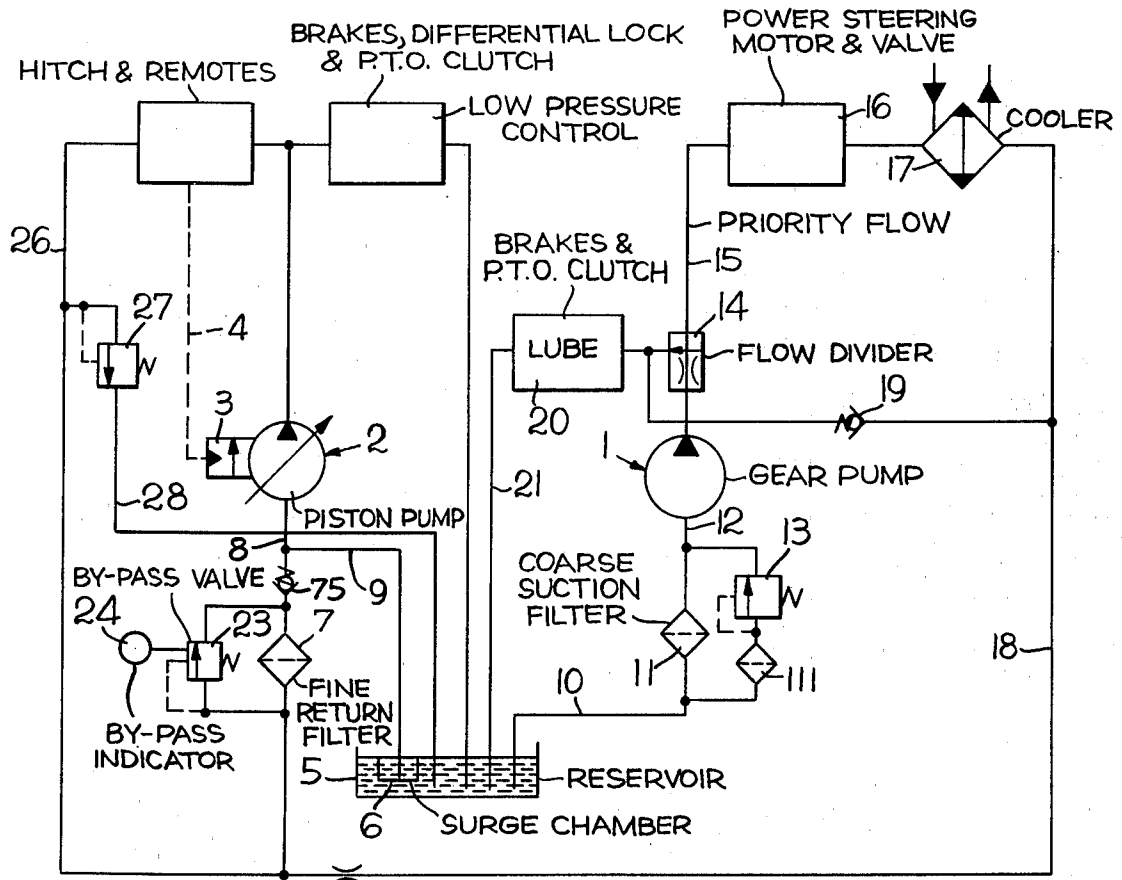 POWER STEERING
MOTOR & VALVE
BRAKES, DIFFERENTIAL LOCK
& P.T.O. CLUTCH
HITCH & REMOTES
LOW PRESSURE
CONTROL
16
COOLER
17
PRIORITY FLOW
26
BRAKES &
P.T.O. CLUTCH
15
27
4
14
LUBE
FLOW DIVIDER
19
3
20
2
1
28
21
GEAR PUMP
PISTON PUMP
12
8
13
COARSE
SUCTION
FILTER
BY-PASS VALVE
75
9
24
23
7
11
111
18
FINE
RETURN
FILTER
10
BY-PASS
INDICATOR
5
RESERVOIR
6
SURGE CHAMBER